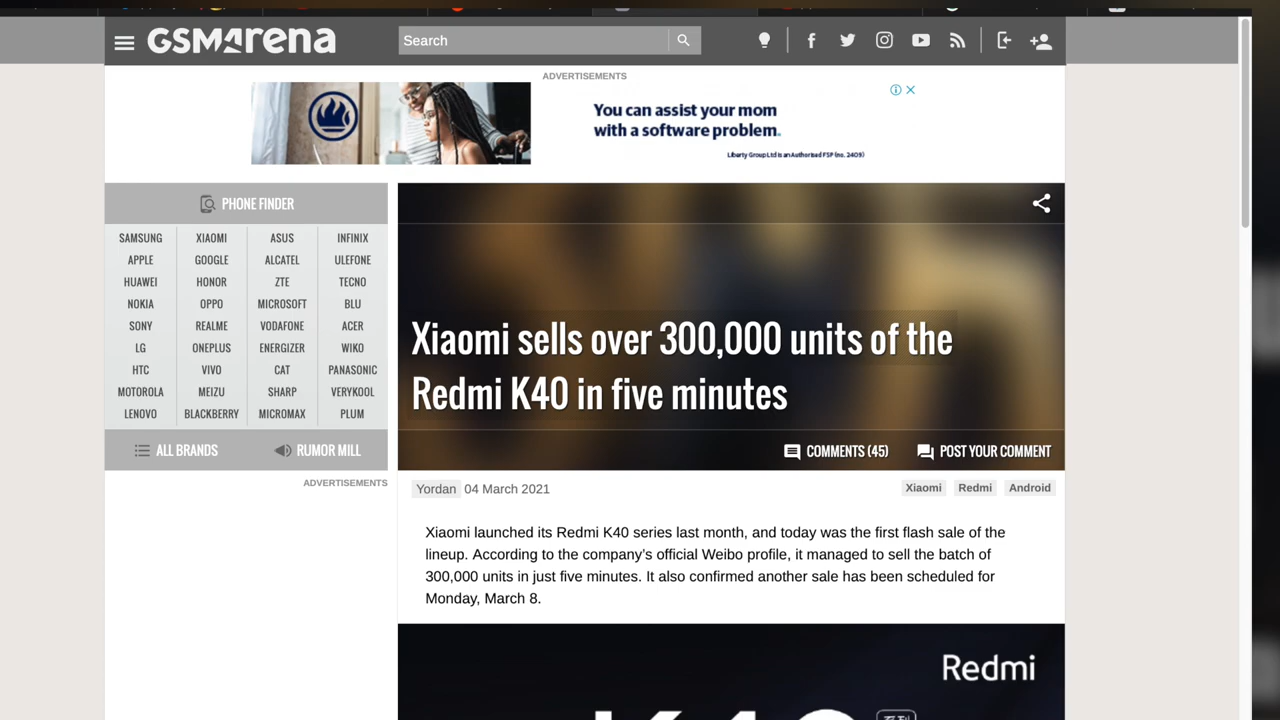 GSMArena
Search
ADVERTISEMENTS
You can assist your mom
with a software problem.
Liberty Group Ltd is an Authorised FSP (no. 2409)
PHONE FINDER
SAMSUNG XIAOMI ASUS INFINIX
APPLE GOOGLE ALCATEL ULEFONE
HUAWEI HONOR ZTE TECNO
NOKIA OPPO MICROSOFT BLU
SONY REALME VODAFONE ACER
LG ONEPLUS ENERGIZER WIKO
HTC VIVO CAT PANASONIC
MOTOROLA MEIZU SHARP VERYKOOL
LENOVO BLACKBERRY MICROMAX PLUM
ALL BRANDS RUMOR MILL
ADVERTISEMENTS
Xiaomi sells over 300,000 units of the
Redmi K40 in five minutes
COMMENTS (45) POST YOUR COMMENT
Yordan 04 March 2021 Xiaomi Redmi Android
Xiaomi launched its Redmi K40 series last month, and today was the first flash sale of the
lineup. According to the company's official Weibo profile, it managed to sell the batch of
300,000 units in just five minutes. It also confirmed another sale has been scheduled for
Monday, March 8.
Redmi
K40